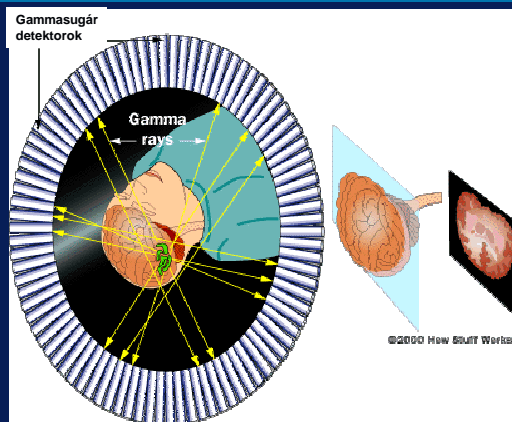 Gammasugár
detektorok
Gamma
rays
©2000 How Stuff Works